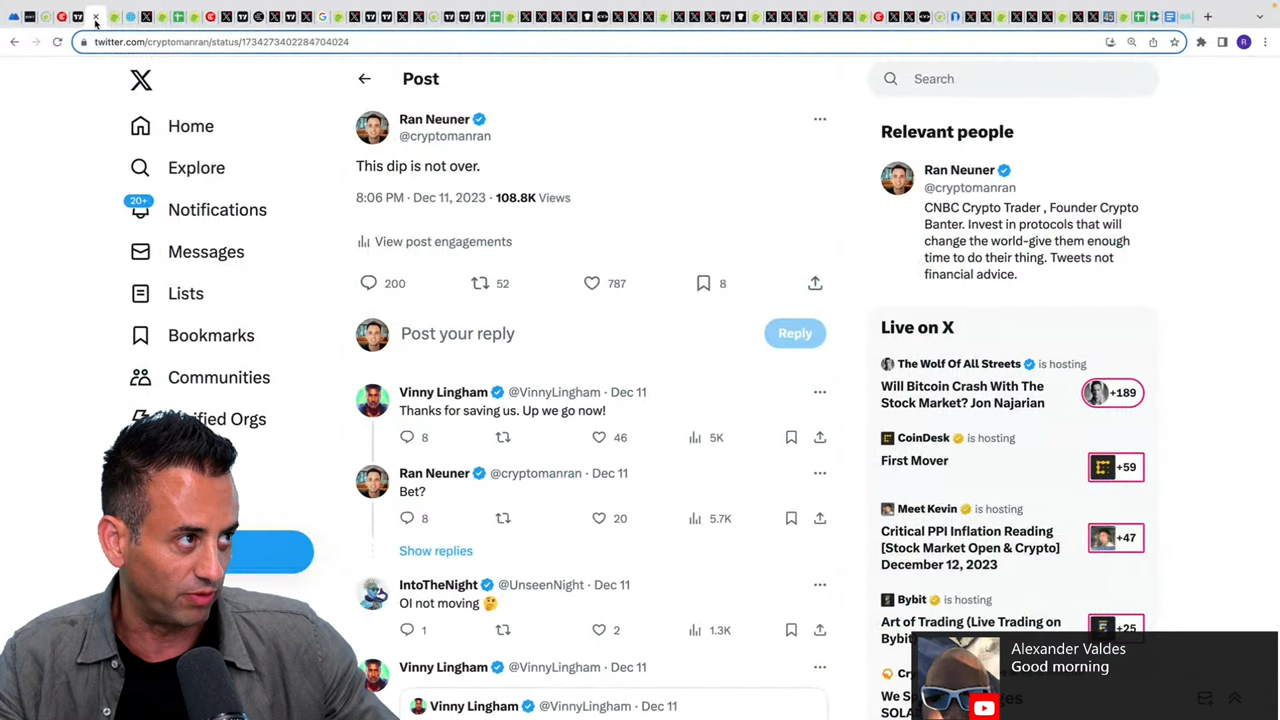 twitter.com/cryptomanran/status/1734273402284704024
R
Home
Explore
20+
Notifications
Messages
Lists
Bookmarks
Communities
Orgs
Post
Ran Neuner
@cryptomanran
This dip is not over.
8:06 PM · Dec 11, 2023 · 108.8K Views
View post engagements
200
52
787
8
Post your reply
Reply
Vinny Lingham @VinnyLingham · Dec 11
Thanks for saving us. Up we go now!
8
46
5K
Ran Neuner @cryptomanran · Dec 11
Bet?
8
20
5.7K
Show replies
IntoTheNight @UnseenNight · Dec 11
OI not moving 🤔
1
2
1.3K
Vinny Lingham @VinnyLingham · Dec 11
Vinny Lingham @VinnyLingham · Dec 11
Search
Relevant people
Ran Neuner
@cryptomanran
CNBC Crypto Trader , Founder Crypto
Banter. Invest in protocols that will
change the world-give them enough
time to do their thing. Tweets not
financial advice.
Live on X
The Wolf Of All Streets is hosting
Will Bitcoin Crash With The
Stock Market? Jon Najarian
+189
CoinDesk is hosting
First Mover
+59
Meet Kevin is hosting
Critical PPI Inflation Reading
[Stock Market Open & Crypto]
December 12, 2023
+47
Bybit is hosting
Art of Trading (Live Trading on
Bybit
+25
Alexander Valdes
Good morning